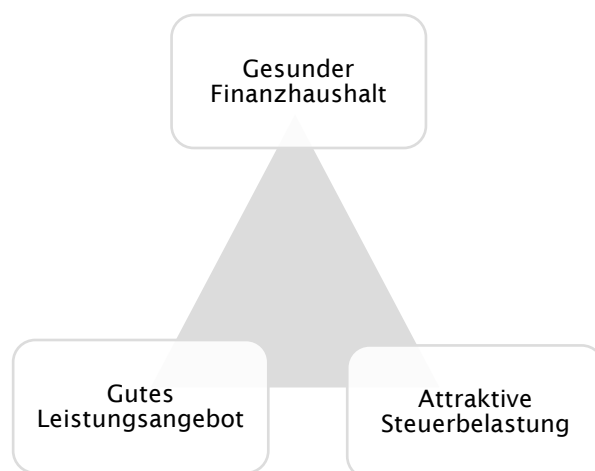 Gesunder
Finanzhaushalt
Gutes
Leistungsangebot
Attraktive
Steuerbelastung